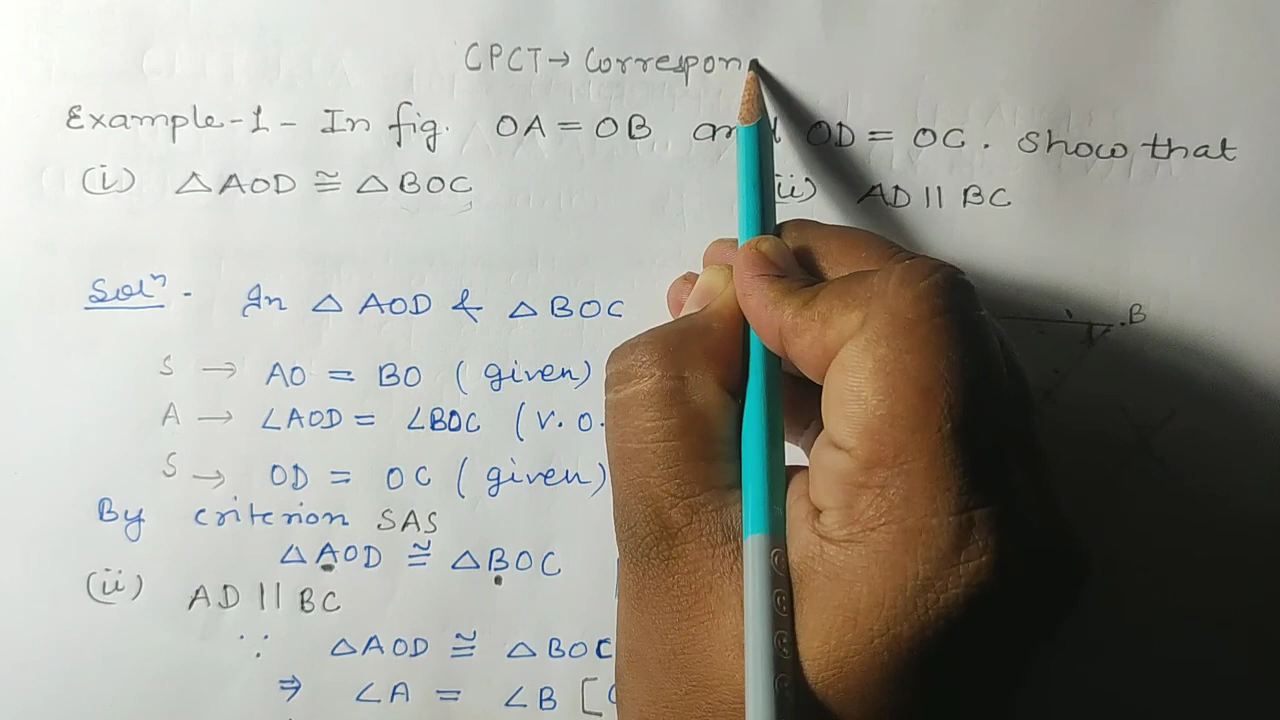 CPCT → Correspon
Example-1 - In fig. OA = OB and OD = OC. Show that
(i) △AOD ≅ △BOC (ii) AD || BC
Solⁿ - In △ AOD & △ BOC
.B
S → AO = BO (given)
A → ∠AOD = ∠BOC (V. O.
S → OD = OC (given)
By criterion SAS
△AOD ≅ △BOC
(ii) AD || BC
∵ △AOD ≅ △BOC
⇒ ∠A = ∠B [